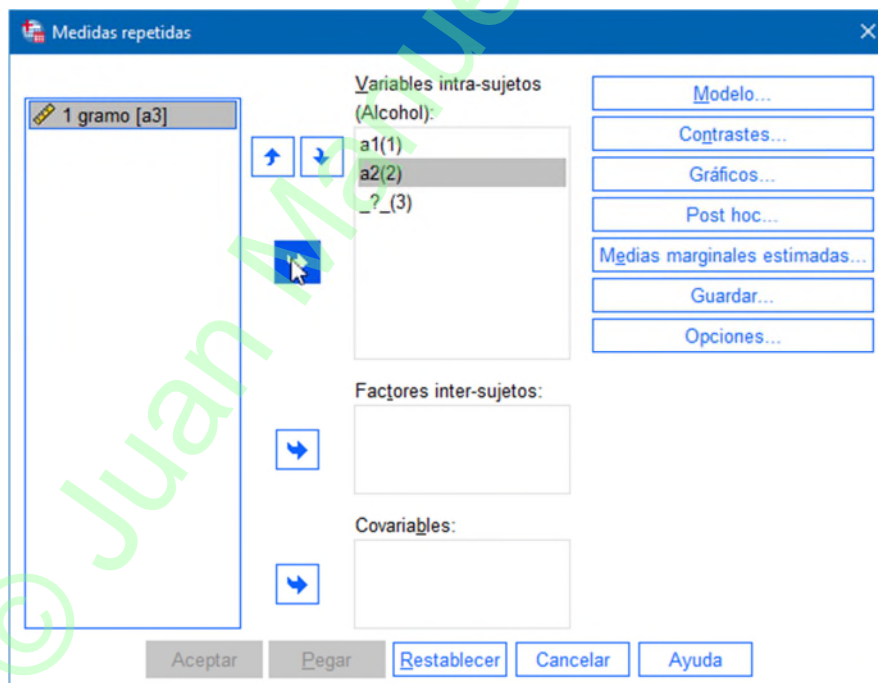 Medidas repetidas
1 gramo [a3]
Variables intra-sujetos
(Alcohol):
a1(1)
a2(2)
_?_(3)
Factores inter-sujetos:
Covariables:
Modelo...
Contrastes...
Gráficos...
Post hoc...
Medias marginales estimadas...
Guardar...
Opciones...
Aceptar
Pegar
Restablecer
Cancelar
Ayuda
© Juan Manue